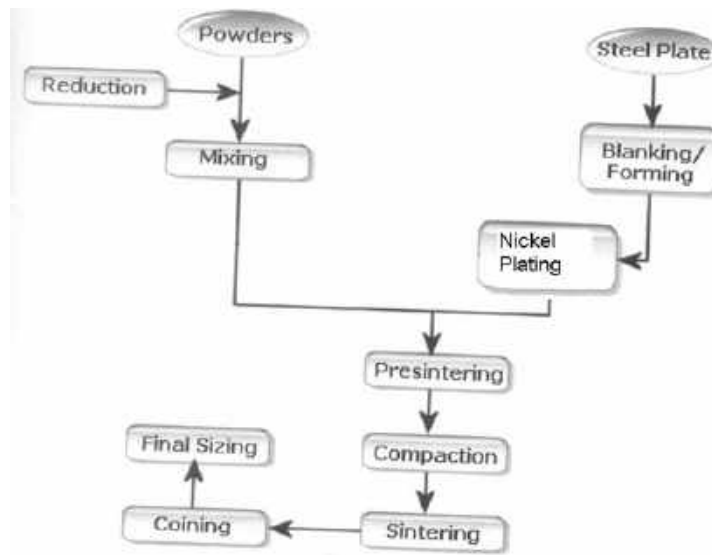 Powders
Steel Plate
Reduction
Mixing
Blanking/
Forming
Nickel
Plating
Presintering
Compaction
Final Sizing
Coining
Sintering